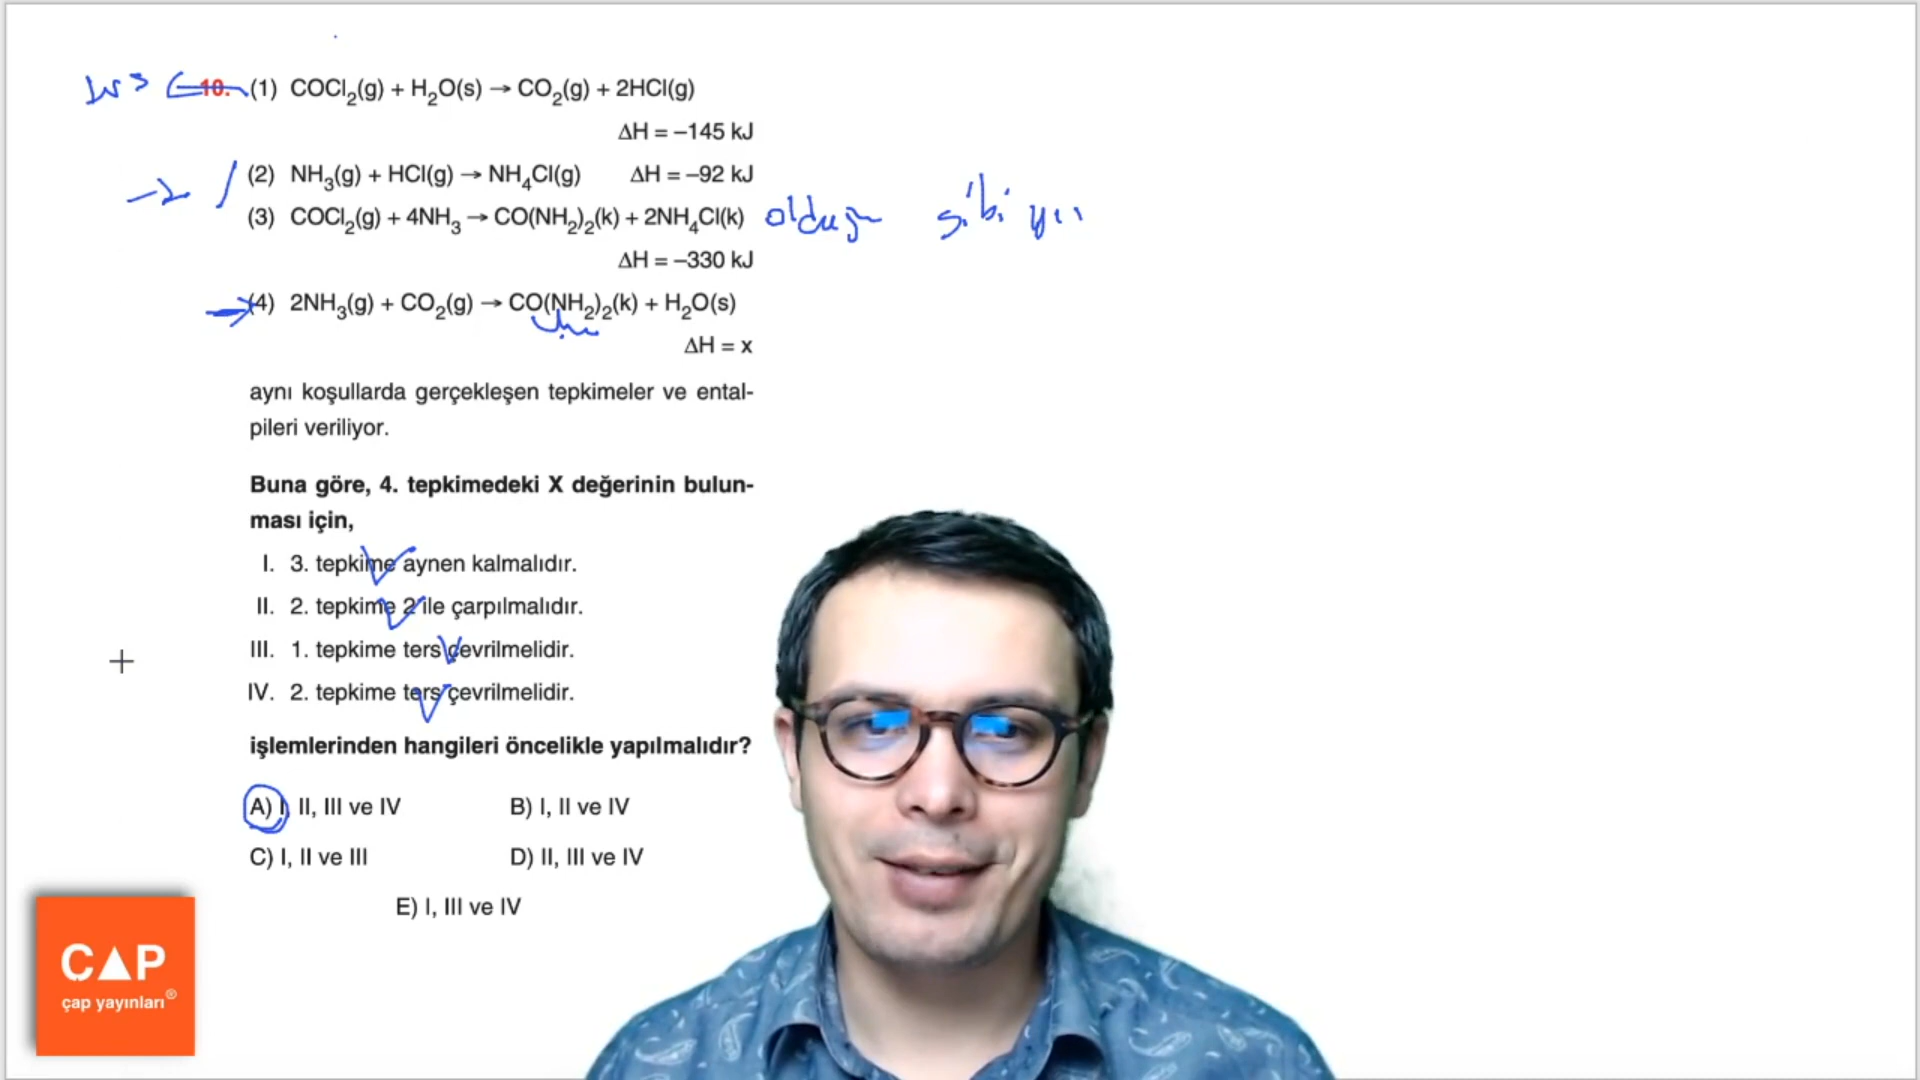 10. (1) COCl₂(g) + H₂O(s) → CO₂(g) + 2HCl(g)
ΔH = –145 kJ
-2 (2) NH₃(g) + HCl(g) → NH₄Cl(g) ΔH = –92 kJ
(3) COCl₂(g) + 4NH₃ → CO(NH₂)₂(k) + 2NH₄Cl(k)
ΔH = –330 kJ
(4) 2NH₃(g) + CO₂(g) → CO(NH₂)₂(k) + H₂O(s)
ΔH = x
aynı koşullarda gerçekleşen tepkimeler ve ental-
pileri veriliyor.
Buna göre, 4. tepkimedeki X değerinin bulun-
ması için,
I. 3. tepkime aynen kalmalıdır.
II. 2. tepkime 2 ile çarpılmalıdır.
III. 1. tepkime ters çevrilmelidir.
IV. 2. tepkime ters çevrilmelidir.
işlemlerinden hangileri öncelikle yapılmalıdır?
A) I, II, III ve IV B) I, II ve IV
C) I, II ve III D) II, III ve IV
E) I, III ve IV
CAP
çap yayınları®